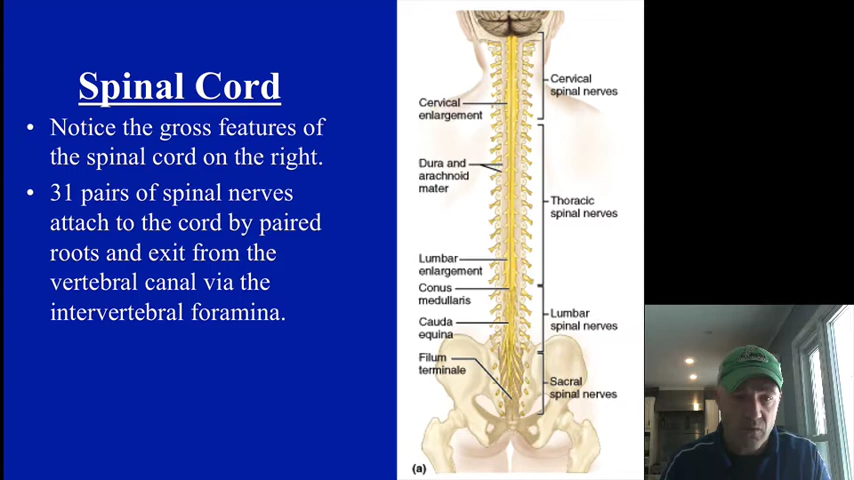 Spinal Cord
• Notice the gross features of
the spinal cord on the right.
• 31 pairs of spinal nerves
attach to the cord by paired
roots and exit from the
vertebral canal via the
intervertebral foramina.
Cervical
enlargement
Dura and
arachnoid
mater
Lumbar
enlargement
Conus
medullaris
Cauda
equina
Filum
terminale
(a)
Cervical
spinal nerves
Thoracic
spinal nerves
Lumbar
spinal nerves
Sacral
spinal nerves